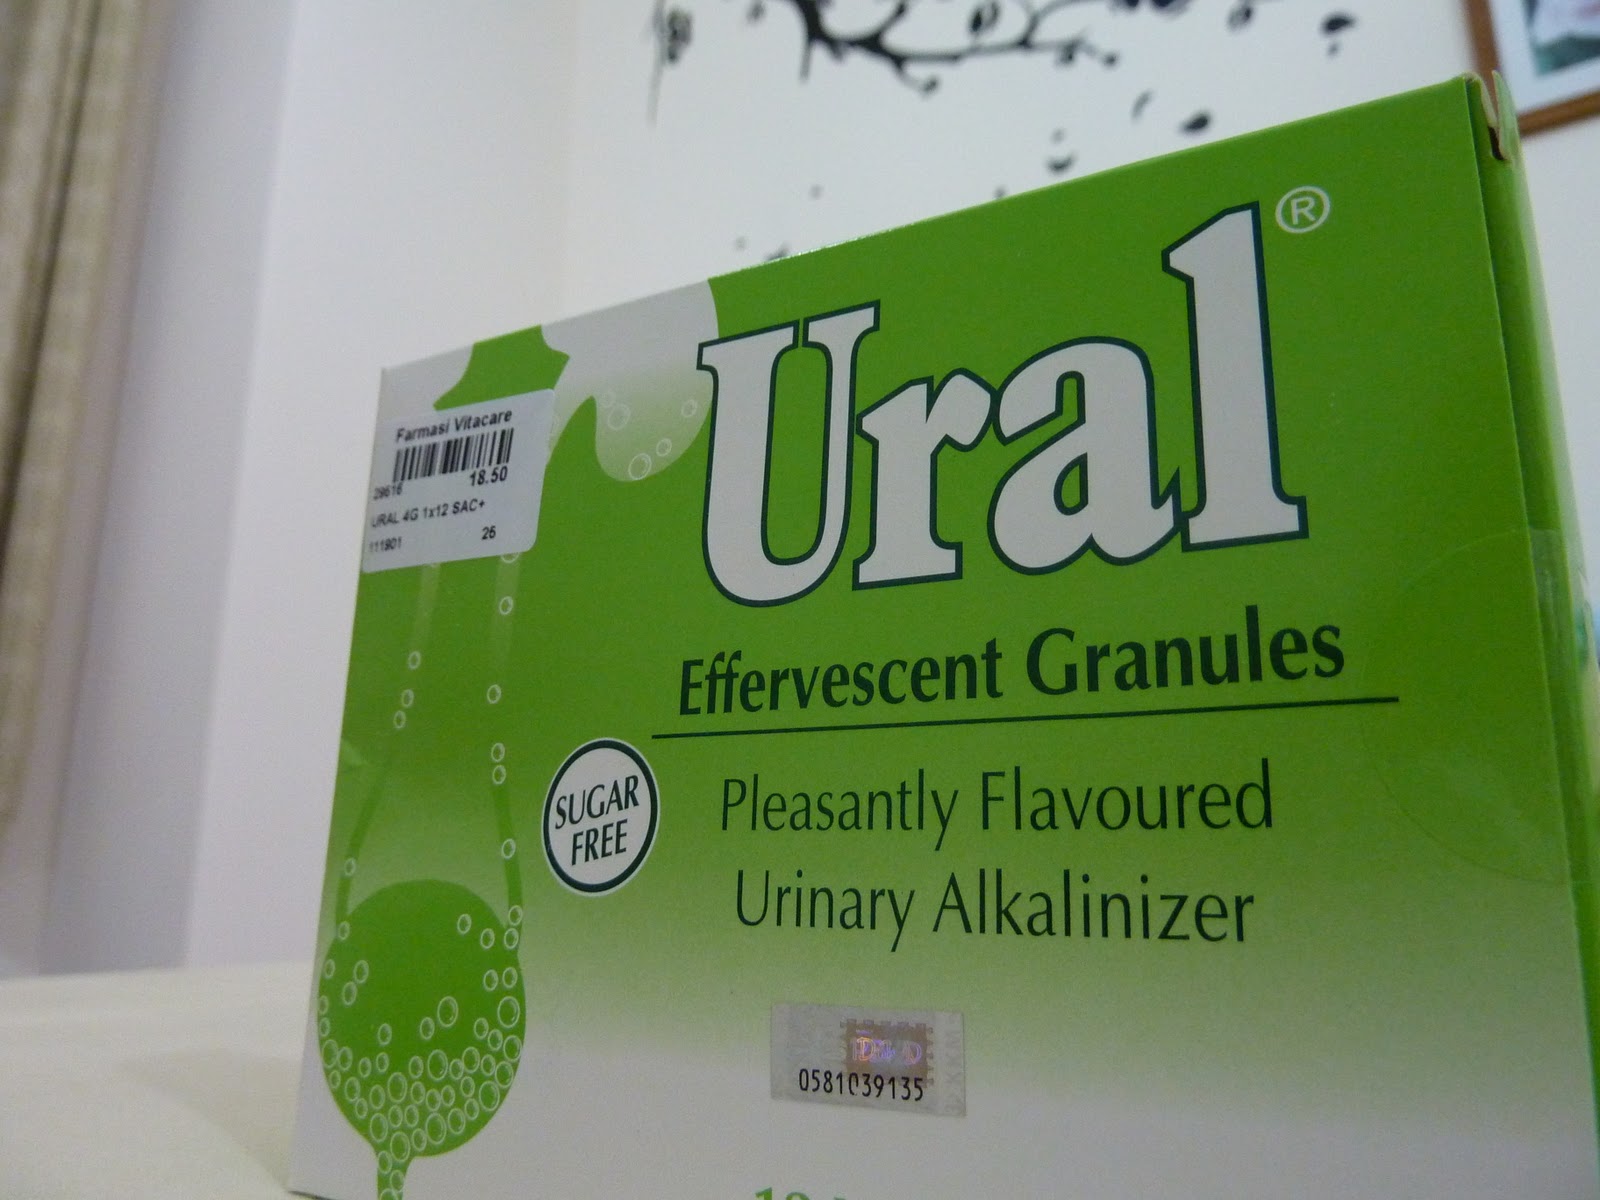 Ural®
Effervescent Granules
SUGAR
FREE
Pleasantly Flavoured
Urinary Alkalinizer
Farmasi Vitacare
29616 18.50
URAL 4G 1x12 SAC+
111901 25
0581039135